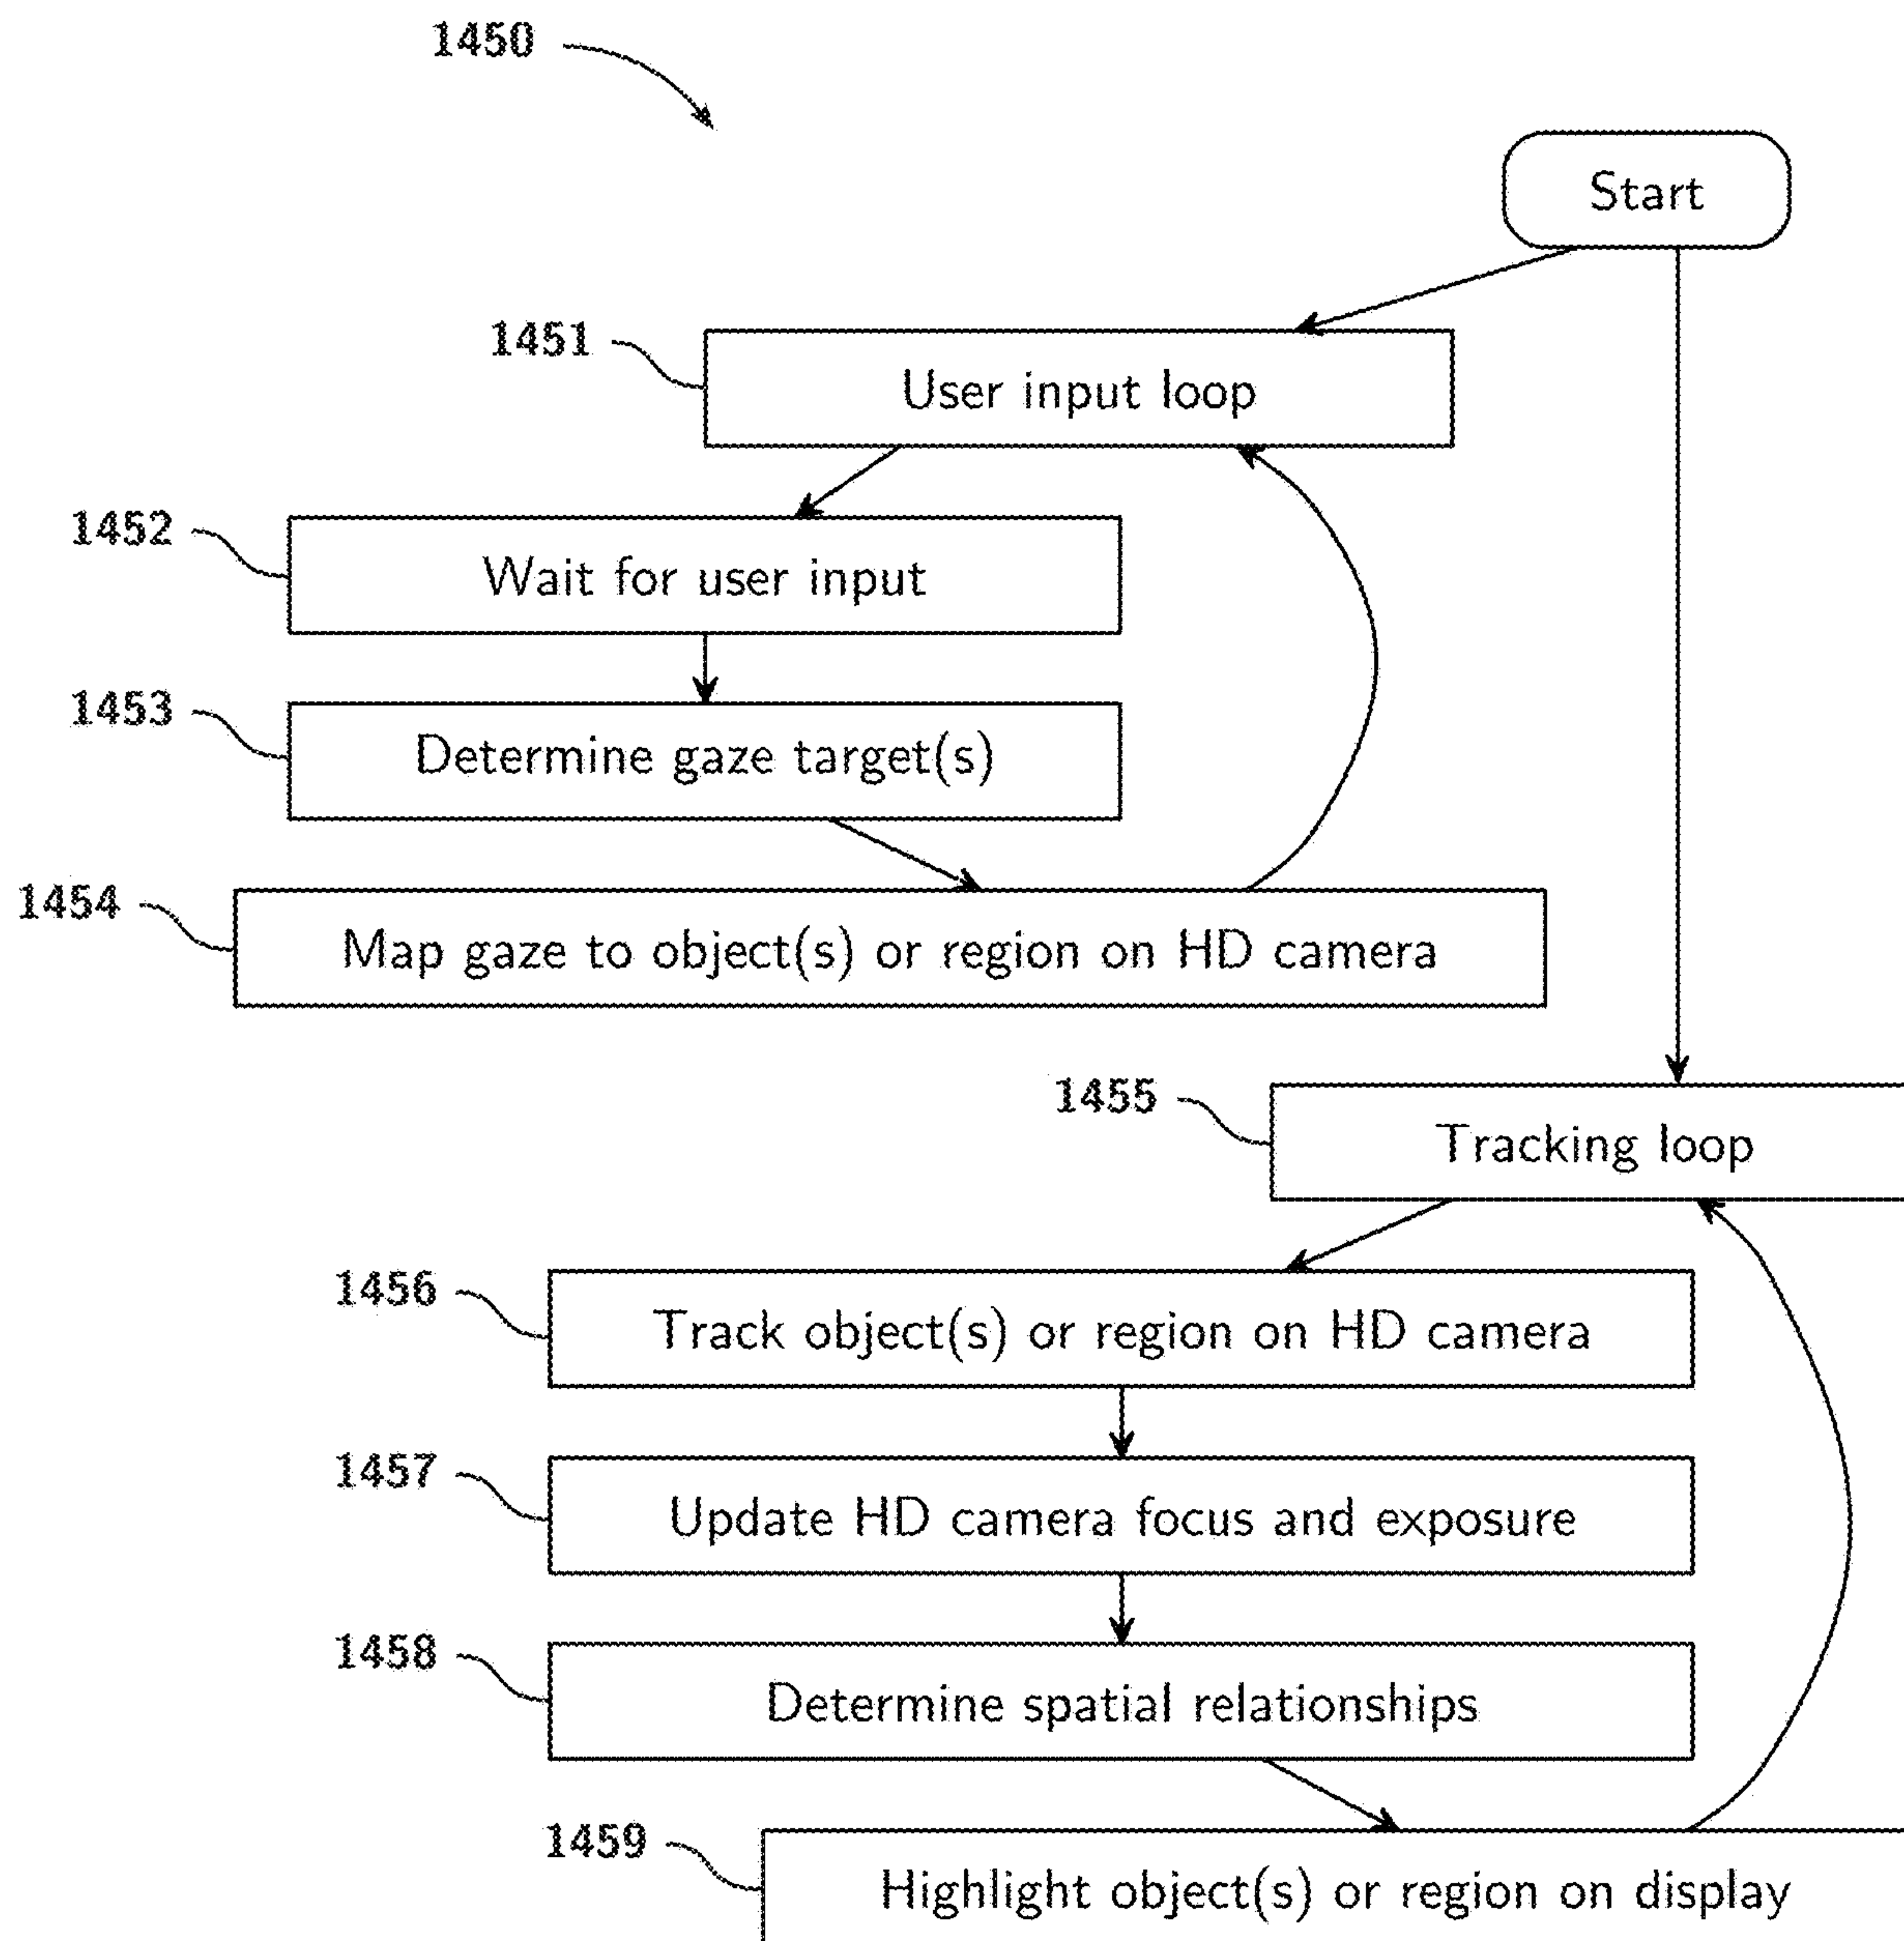 1450
Start
1451
User input loop
1452
Wait for user input
1453
Determine gaze target(s)
1454
Map gaze to object(s) or region on HD camera
1455
Tracking loop
1456
Track object(s) or region on HD camera
1457
Update HD camera focus and exposure
1458
Determine spatial relationships
1459
Highlight object(s) or region on display